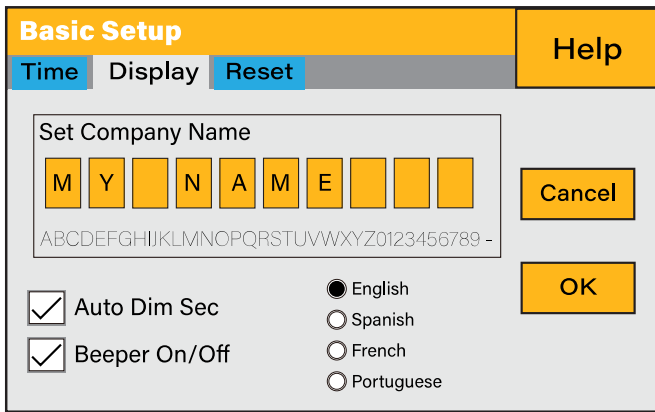 Basic Setup
Help
Time Display Reset
Set Company Name
M Y N A M E
ABCDEFGHIJKLMNOPQRSTUVWXYZ0123456789 -
Cancel
OK
Auto Dim Sec
Beeper On/Off
English
Spanish
French
Portuguese